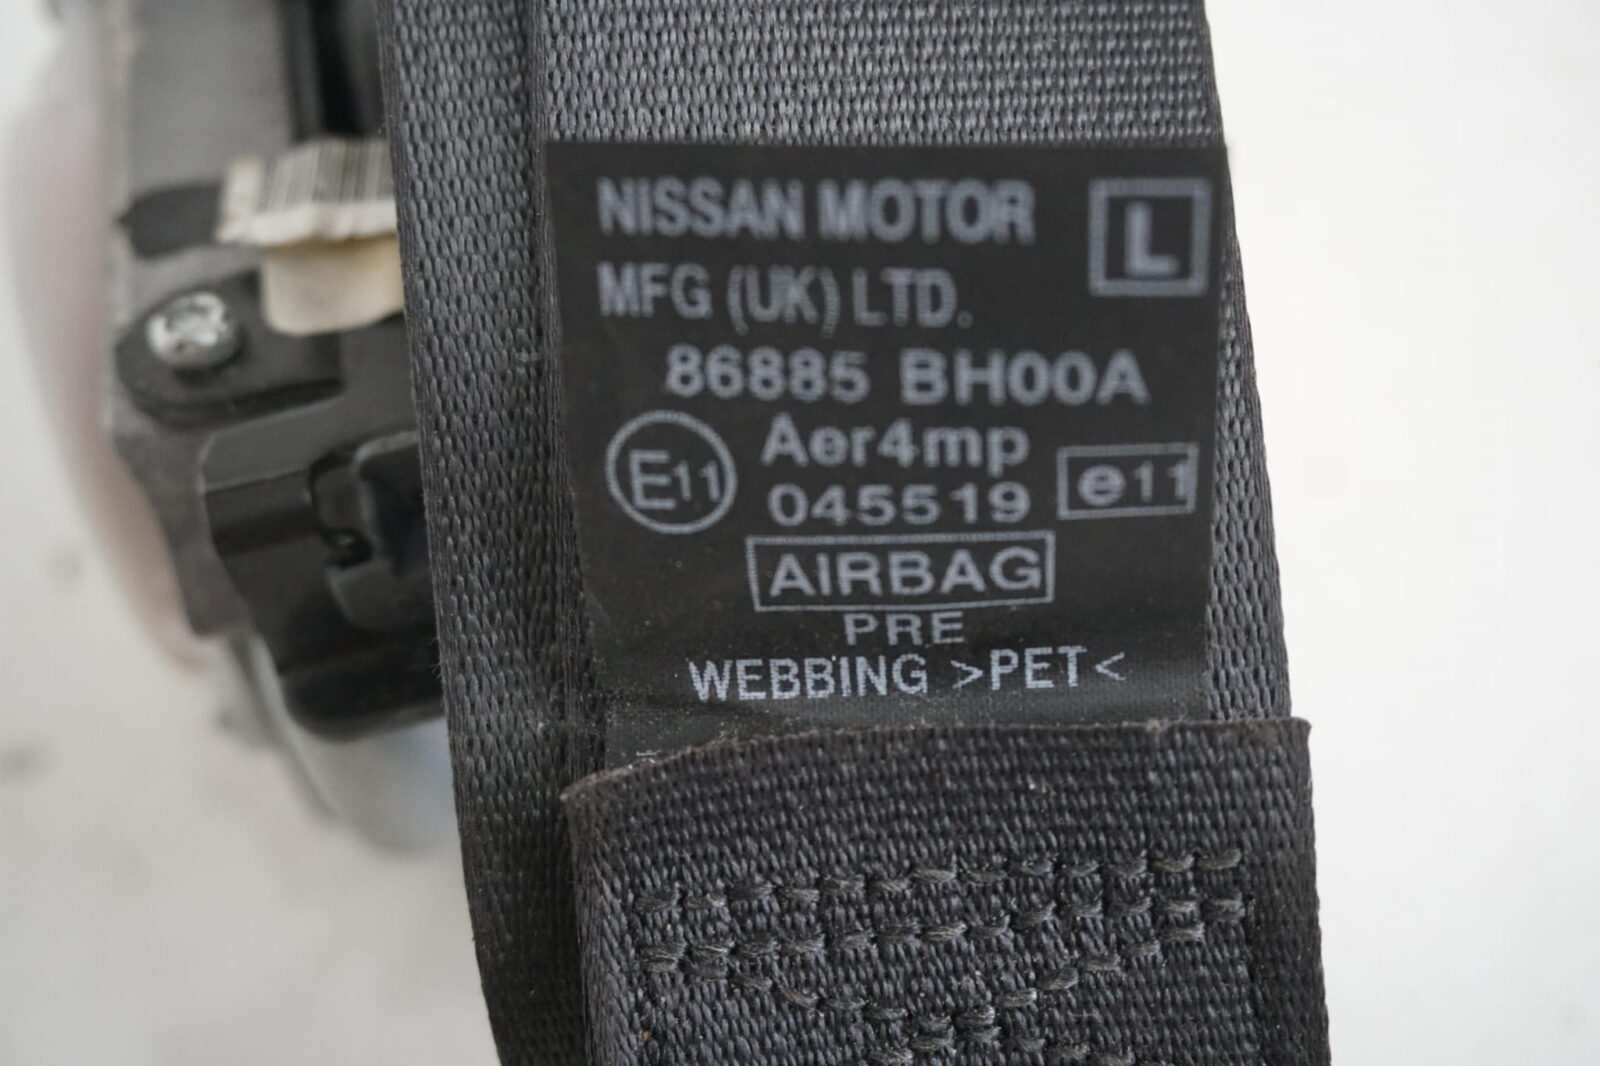 NISSAN MOTOR L
MFG (UK) LTD.
86885 BH00A
E11 Aer4mp e11
045519
AIRBAG
PRE
WEBBING >PET<